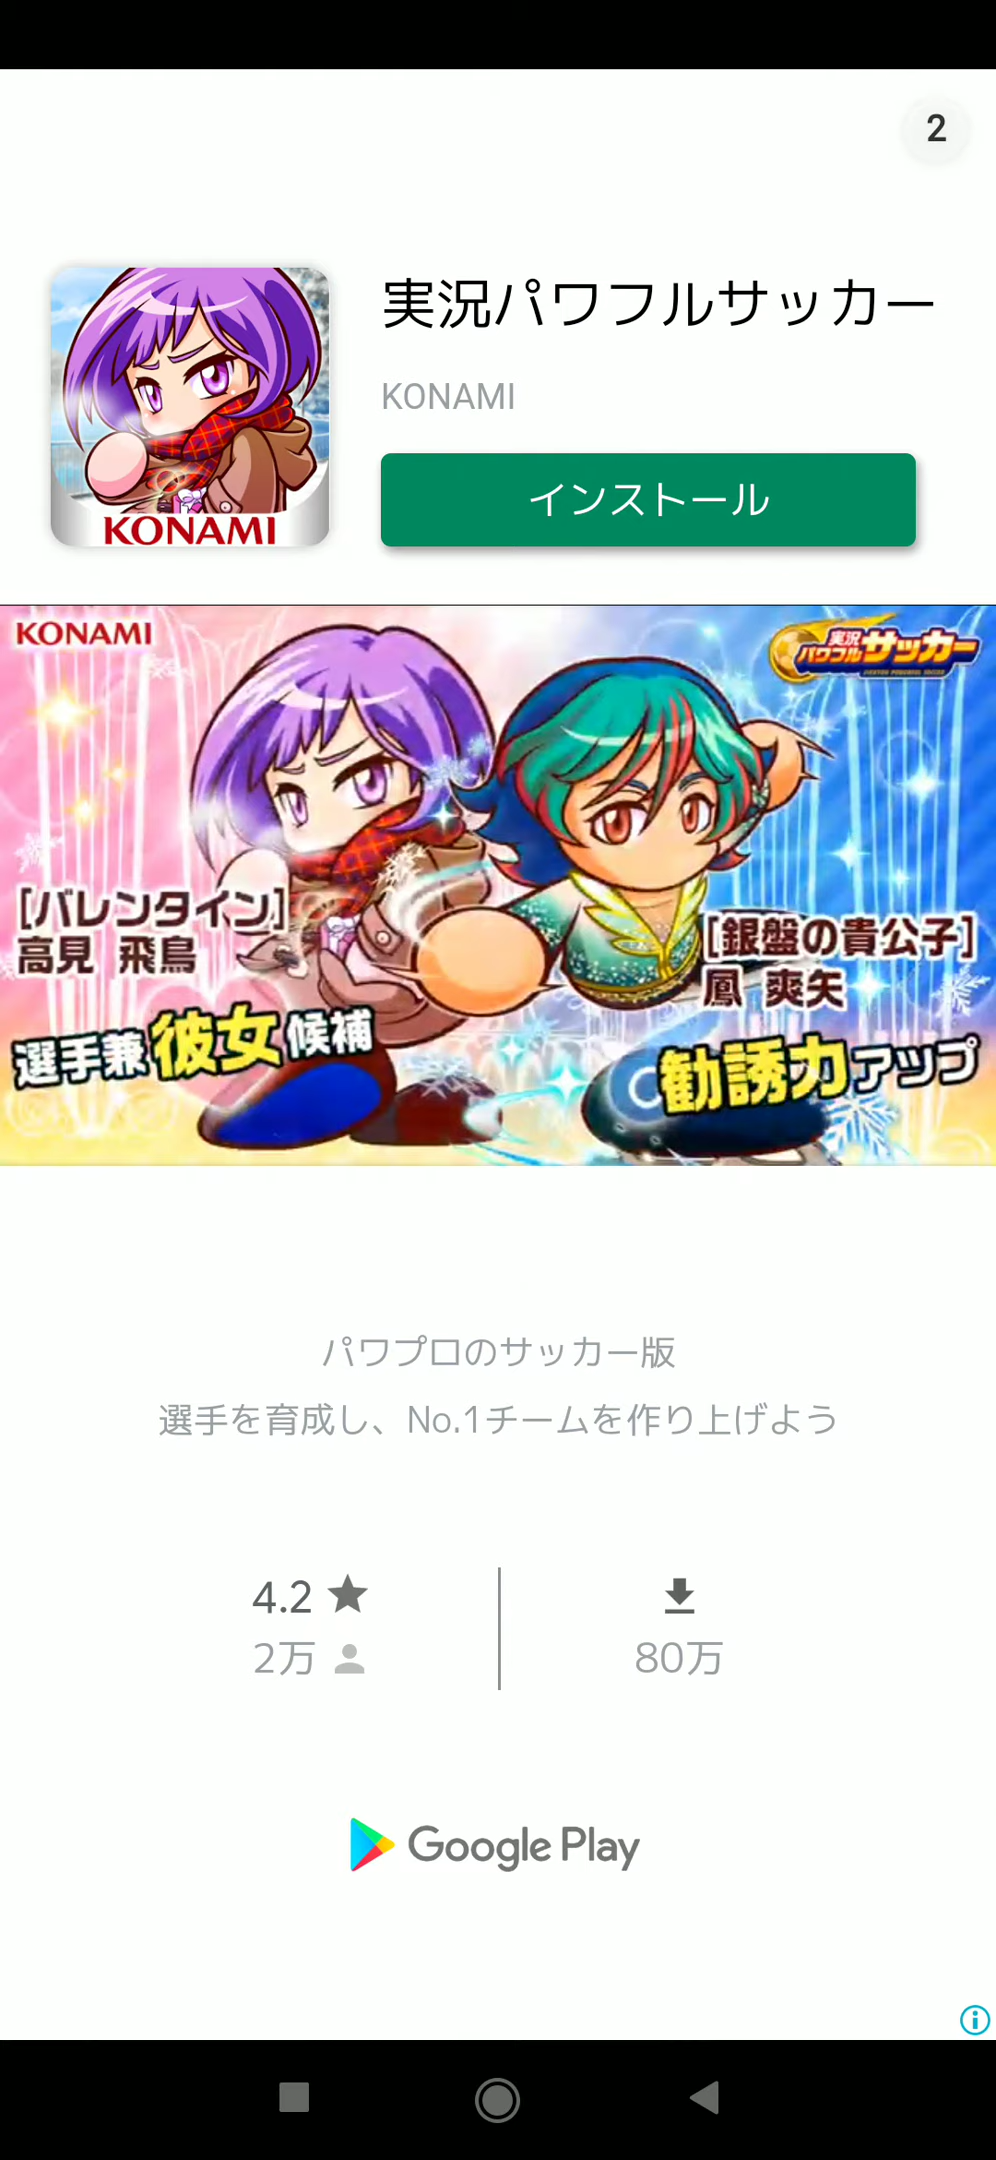 2
実況パワフルサッカー
KONAMI
インストール
KONAMI
KONAMI
実況
パワフルサッカー
[バレンタイン]
高見 飛鳥
[銀盤の貴公子]
鳳 爽矢
選手兼彼女候補
勧誘力アップ
パワプロのサッカー版
選手を育成し、No.1チームを作り上げよう
4.2
2万
80万
Google Play